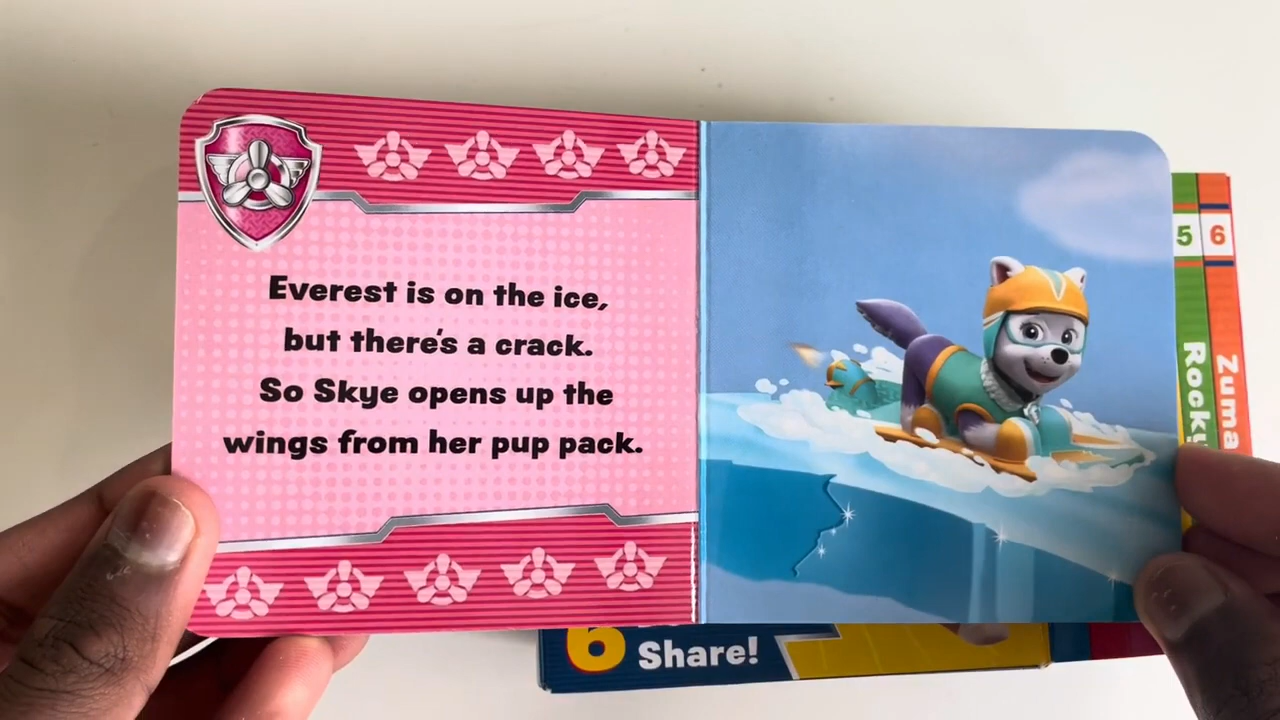 Everest is on the ice,
but there's a crack.
So Skye opens up the
wings from her pup pack.
5 6
Rocky
Zuma
6
Share!